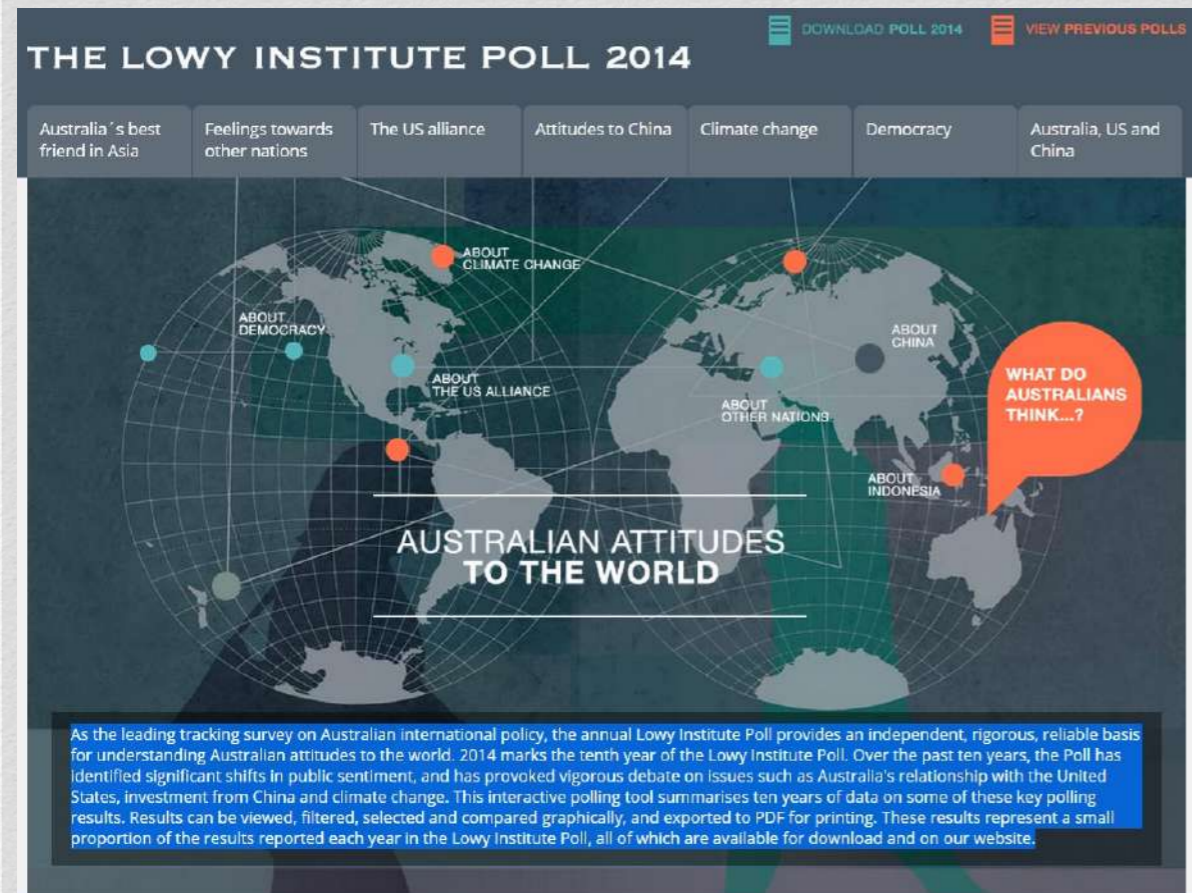 DOWNLOAD POLL 2014
VIEW PREVIOUS POLLS
THE LOWY INSTITUTE POLL 2014
Australia´s best
friend in Asia
Feelings towards
other nations
The US alliance
Attitudes to China
Climate change
Democracy
Australia, US and
China
ABOUT
CLIMATE CHANGE
ABOUT
DEMOCRACY
ABOUT
THE US ALLIANCE
ABOUT
CHINA
ABOUT
OTHER NATIONS
ABOUT
INDONESIA
WHAT DO
AUSTRALIANS
THINK...?
AUSTRALIAN ATTITUDES
TO THE WORLD
As the leading tracking survey on Australian international policy, the annual Lowy Institute Poll provides an independent, rigorous, reliable basis
for understanding Australian attitudes to the world. 2014 marks the tenth year of the Lowy Institute Poll. Over the past ten years, the Poll has
identified significant shifts in public sentiment, and has provoked vigorous debate on issues such as Australia's relationship with the United
States, investment from China and climate change. This interactive polling tool summarises ten years of data on some of these key polling
results. Results can be viewed, filtered, selected and compared graphically, and exported to PDF for printing. These results represent a small
proportion of the results reported each year in the Lowy Institute Poll, all of which are available for download and on our website.